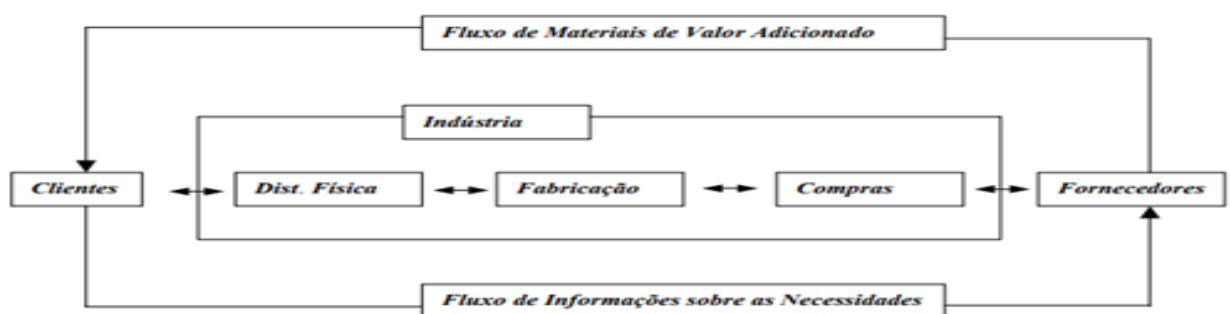 Fluxo de Materiais de Valor Adicionado
Indústria
Clientes
Dist. Física
Fabricação
Compras
Fornecedores
Fluxo de Informações sobre as Necessidades